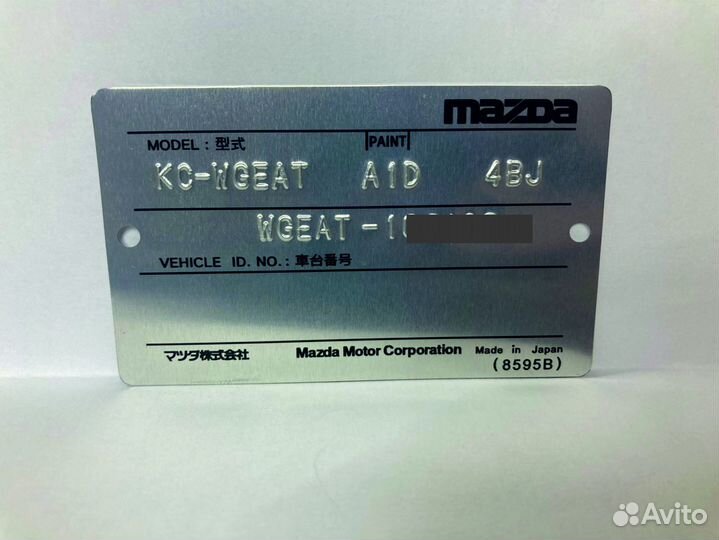 mazda
MODEL : 型式 PAINT
KC-WGEAT A1D 4BJ
WGEAT-10
VEHICLE ID. NO. : 車台番号
マツダ株式会社 Mazda Motor Corporation Made in Japan
(8595B)
Avito